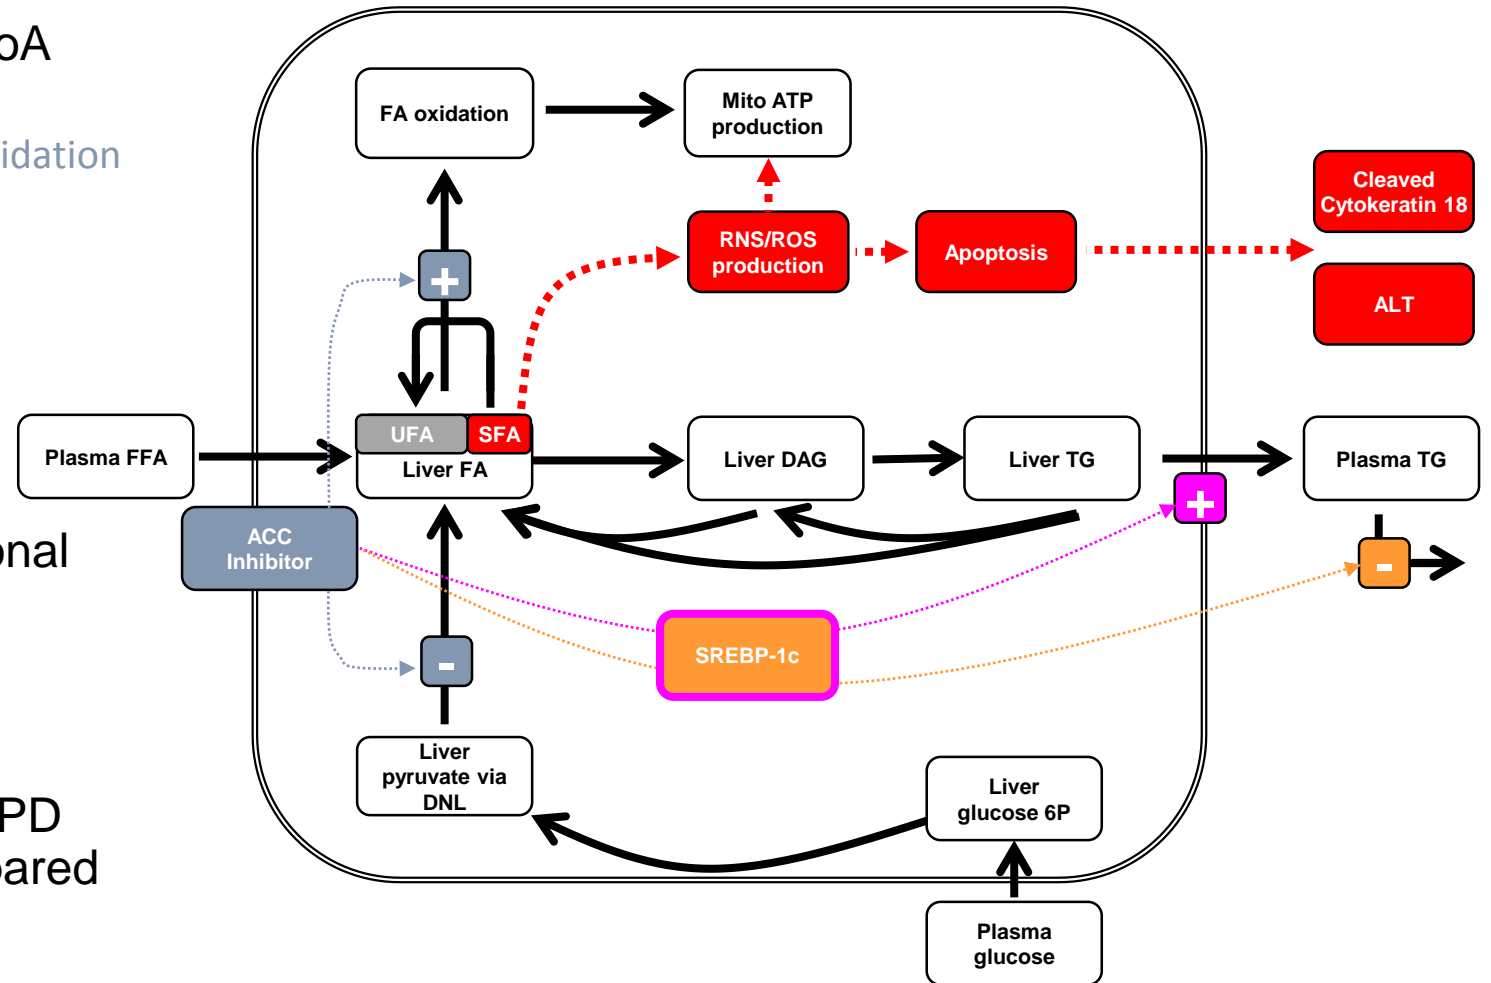 oA
idation
onal
PD
pared
FA oxidation
Mito ATP
production
+
RNS/ROS
production
Apoptosis
Cleaved
Cytokeratin 18
ALT
Plasma FFA
UFA
SFA
Liver FA
Liver DAG
Liver TG
Plasma TG
+
-
ACC
Inhibitor
-
SREBP-1c
Liver
pyruvate via
DNL
Liver
glucose 6P
Plasma
glucose